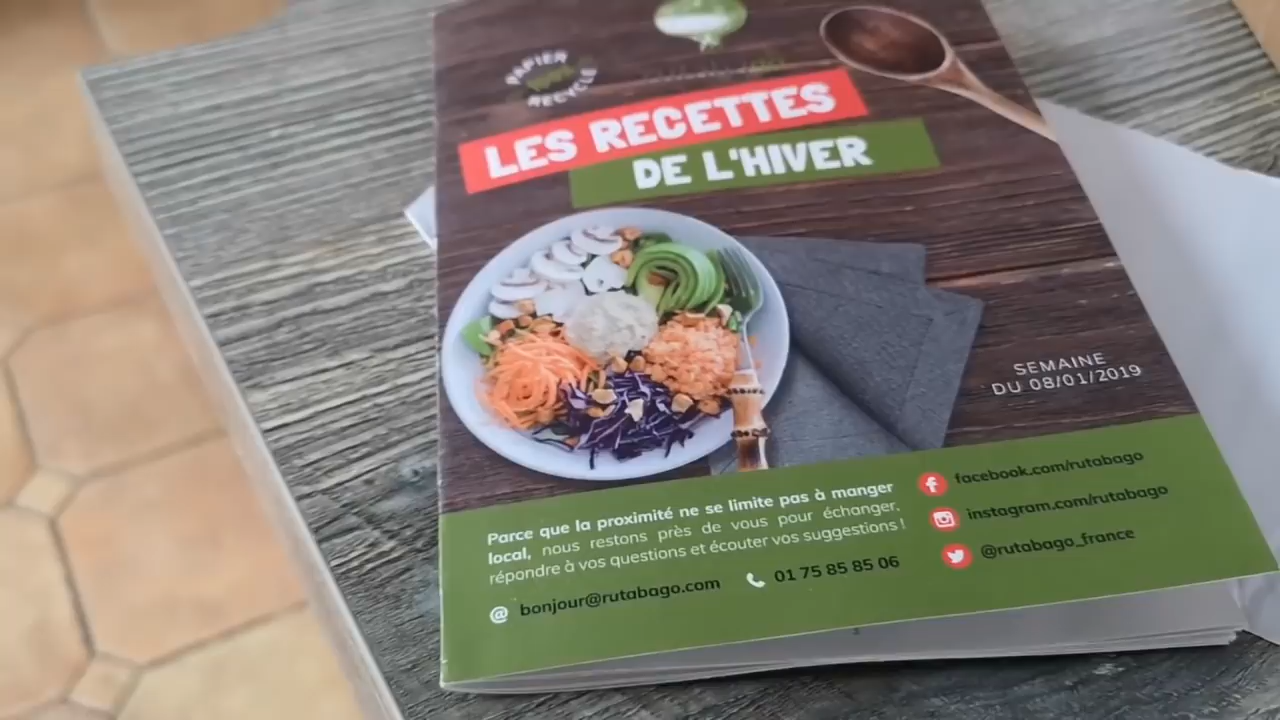 PAPIER
RECYCLÉ
LES RECETTES
DE L'HIVER
SEMAINE
DU 08/01/2019
Parce que la proximité ne se limite pas à manger
local, nous restons près de vous pour échanger,
répondre à vos questions et écouter vos suggestions !
@ bonjour@rutabago.com
01 75 85 85 06
facebook.com/rutabago
instagram.com/rutabago
@rutabago_france